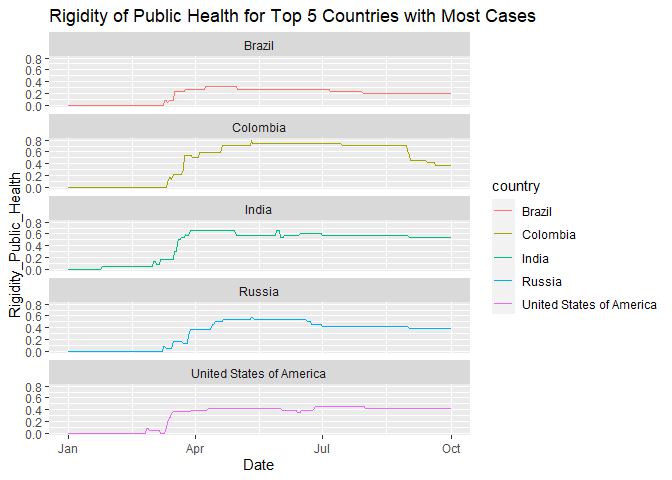 Rigidity of Public Health for Top 5 Countries with Most Cases
Brazil
0.8
0.6
0.4
0.2
0.0
Colombia
0.8
0.6
0.4
0.2
0.0
India
0.8
0.6
0.4
0.2
0.0
Russia
0.8
0.6
0.4
0.2
0.0
United States of America
0.8
0.6
0.4
0.2
0.0
Rigidity_Public_Health
Jan Apr Jul Oct
Date
country
Brazil
Colombia
India
Russia
United States of America